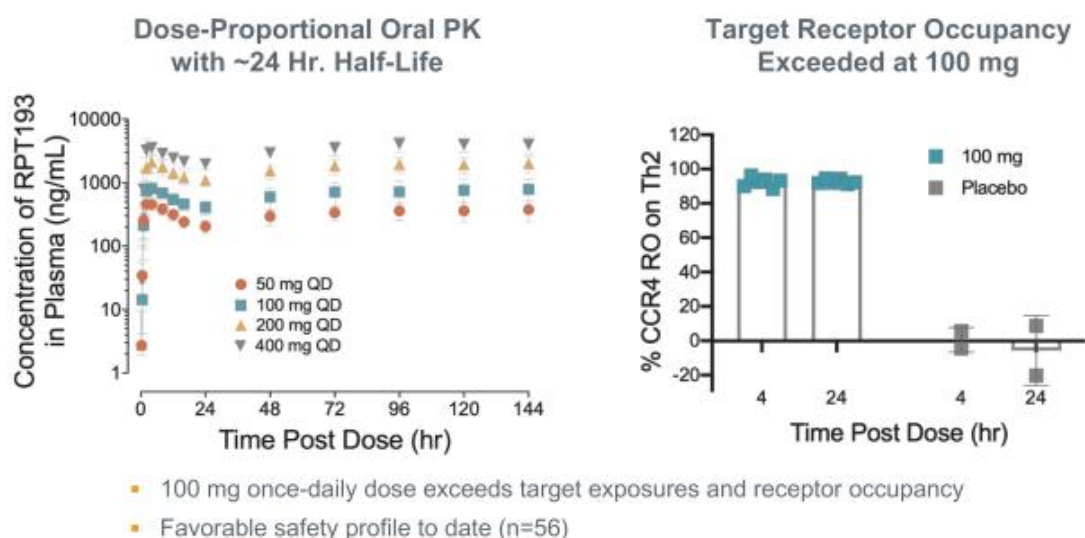 Dose-Proportional Oral PK
with ~24 Hr. Half-Life
Concentration of RPT193
in Plasma (ng/mL)
10000
1000
100
10
1
50 mg QD
100 mg QD
200 mg QD
400 mg QD
0 24 48 72 96 120 144
Time Post Dose (hr)
Target Receptor Occupancy
Exceeded at 100 mg
% CCR4 RO on Th2
120
100
80
60
40
20
0
-20
100 mg
Placebo
4 24 4 24
Time Post Dose (hr)
100 mg once-daily dose exceeds target exposures and receptor occupancy
Favorable safety profile to date (n=56)